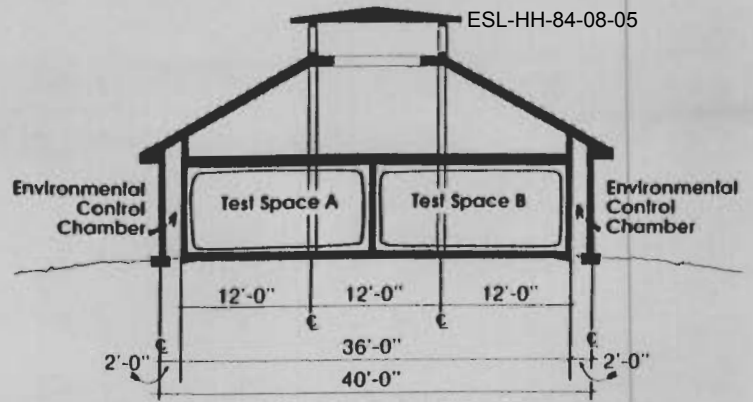 ESL-HH-84-08-05
Environmental
Control
Chamber
Test Space A
Test Space B
Environmental
Control
Chamber
12'-0"
12'-0"
12'-0"
℄
℄
℄
℄
2'-0"
36'-0"
2'-0"
40'-0"